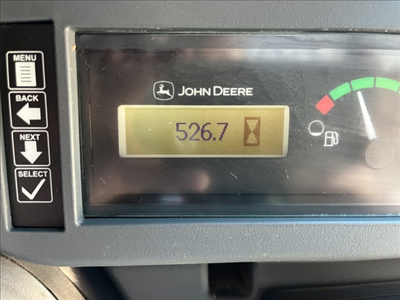 MENU
BACK
NEXT
SELECT
JOHN DEERE
526.7